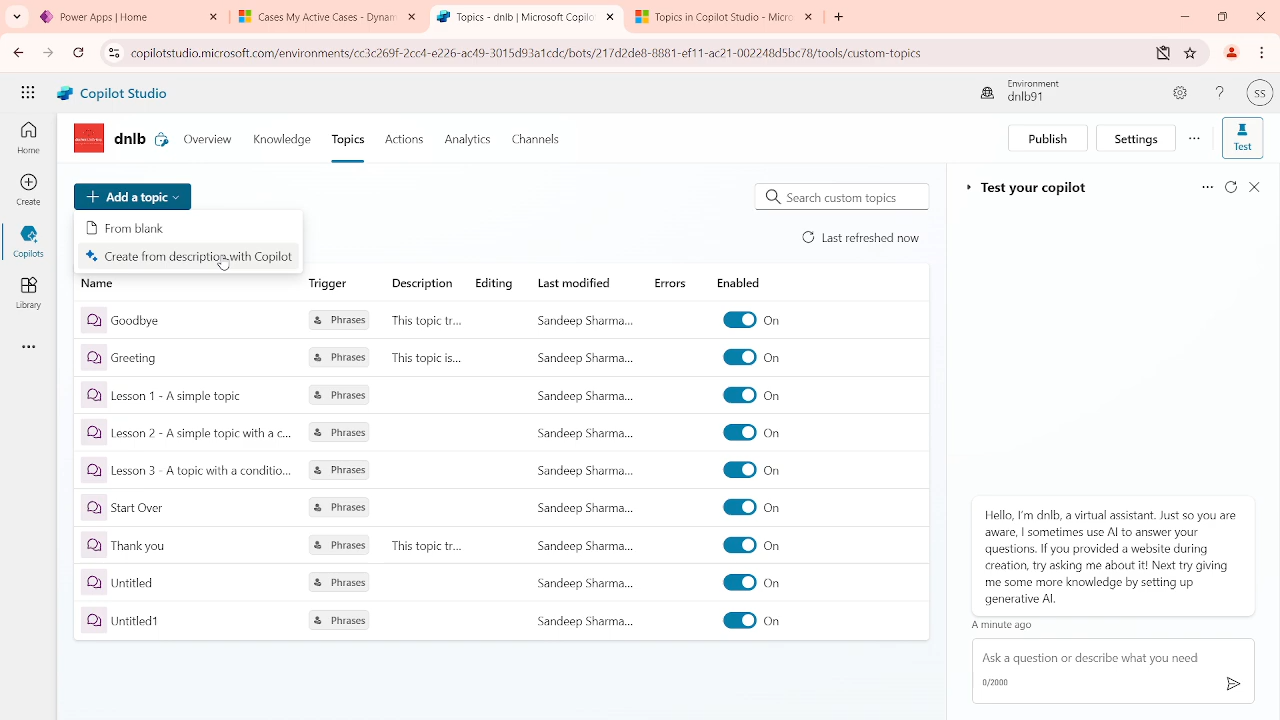 Power Apps | Home
Cases My Active Cases - Dynam
Topics - dnlb | Microsoft Copilo
Topics in Copilot Studio - Micro
copilotstudio.microsoft.com/environments/cc3c269f-2cc4-e226-ac49-3015d93a1cdc/bots/217d2de8-8881-ef11-ac21-002248d5bc78/tools/custom-topics
Copilot Studio
Environment
dnlb91
SS
Home
Create
Copilots
Library
dnlb
Overview
Knowledge
Topics
Actions
Analytics
Channels
Publish
Settings
Test
Add a topic
From blank
Create from description with Copilot
Search custom topics
Last refreshed now
Name Trigger Description Editing Last modified Errors Enabled
Goodbye Phrases This topic tr... Sandeep Sharma... On
Greeting Phrases This topic is... Sandeep Sharma... On
Lesson 1 - A simple topic Phrases Sandeep Sharma... On
Lesson 2 - A simple topic with a c... Phrases Sandeep Sharma... On
Lesson 3 - A topic with a conditio... Phrases Sandeep Sharma... On
Start Over Phrases Sandeep Sharma... On
Thank you Phrases This topic tr... Sandeep Sharma... On
Untitled Phrases Sandeep Sharma... On
Untitled1 Phrases Sandeep Sharma... On
Test your copilot
Hello, I'm dnlb, a virtual assistant. Just so you are
aware, I sometimes use AI to answer your
questions. If you provided a website during
creation, try asking me about it! Next try giving
me some more knowledge by setting up
generative AI.
A minute ago
Ask a question or describe what you need
0/2000